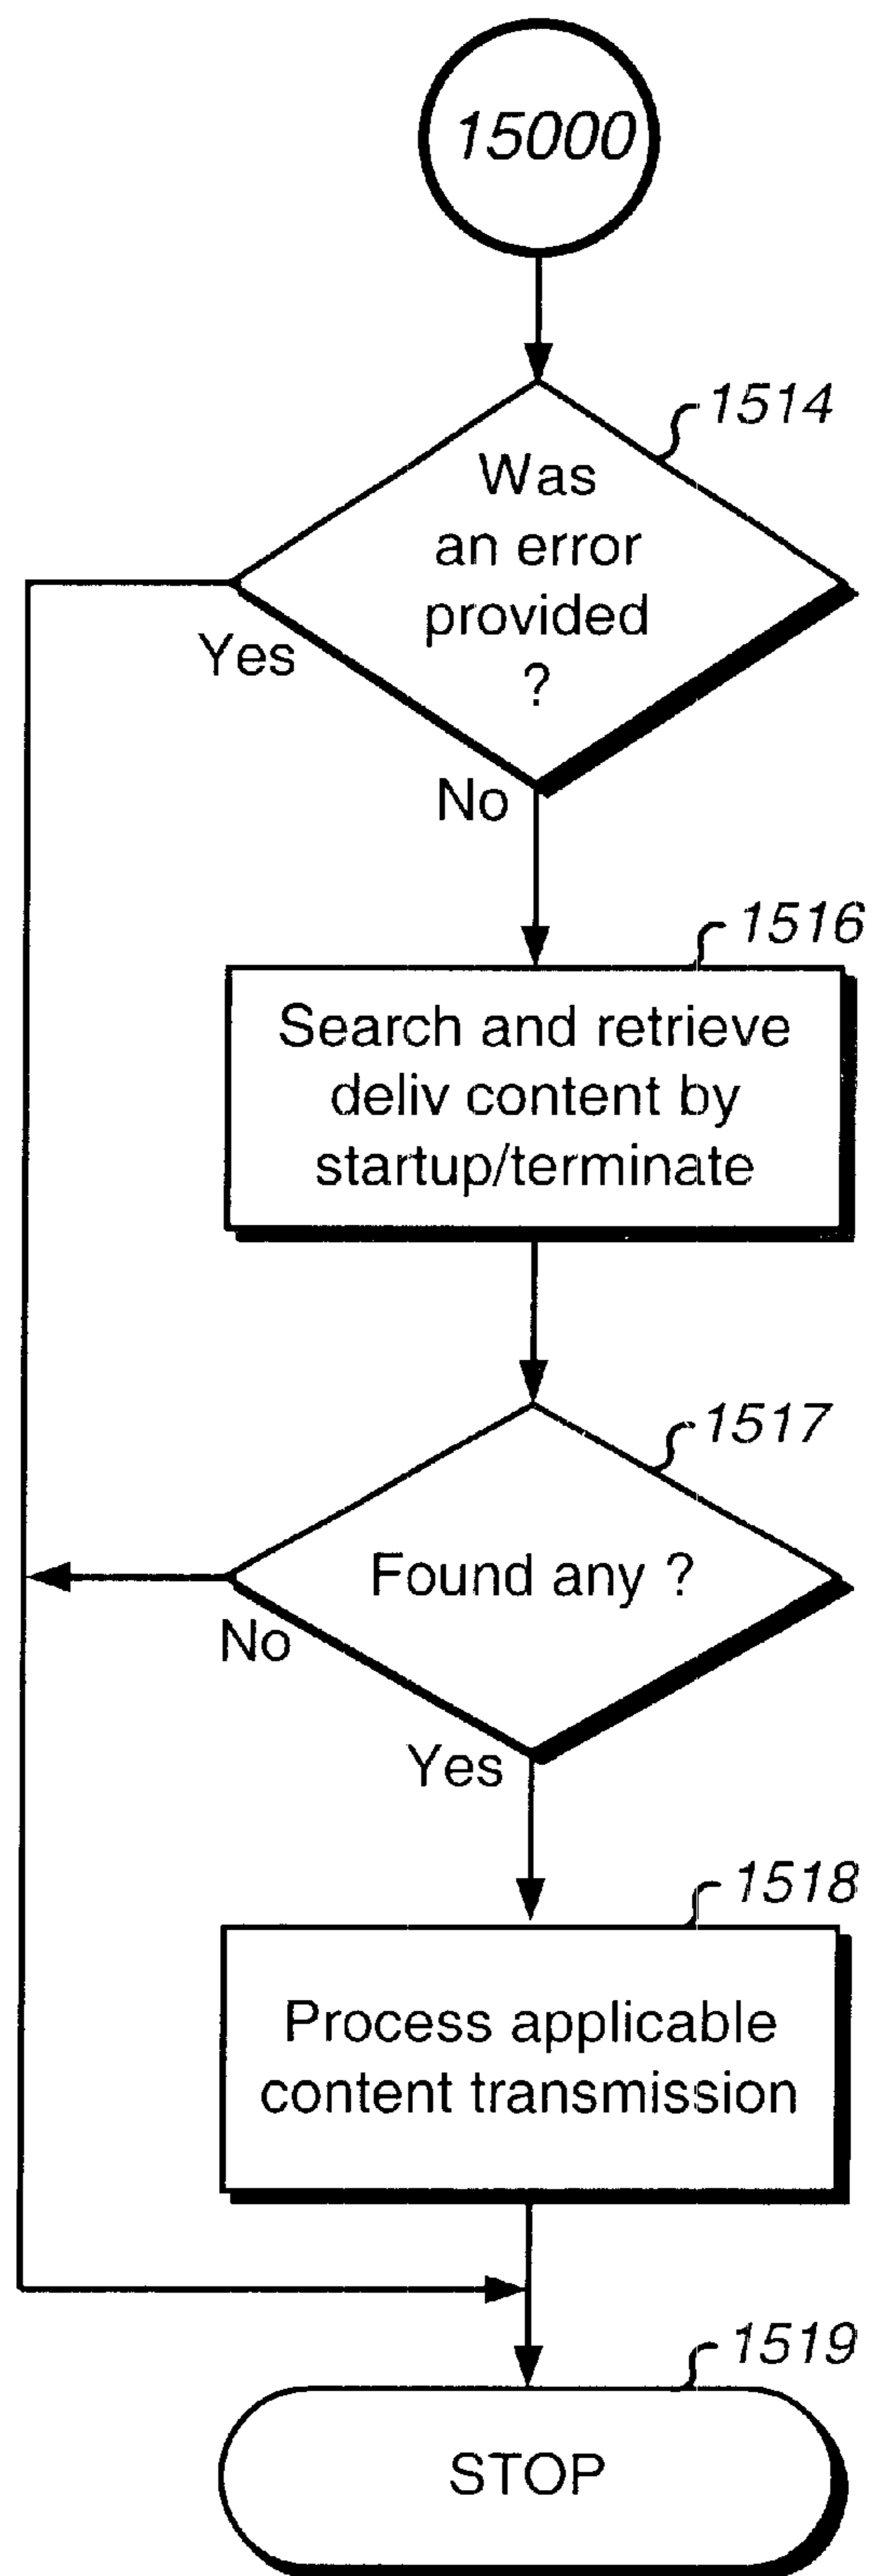 15000
1514
Was
an error
provided
?
Yes
No
1516
Search and retrieve
deliv content by
startup/terminate
1517
Found any ?
No
Yes
1518
Process applicable
content transmission
1519
STOP